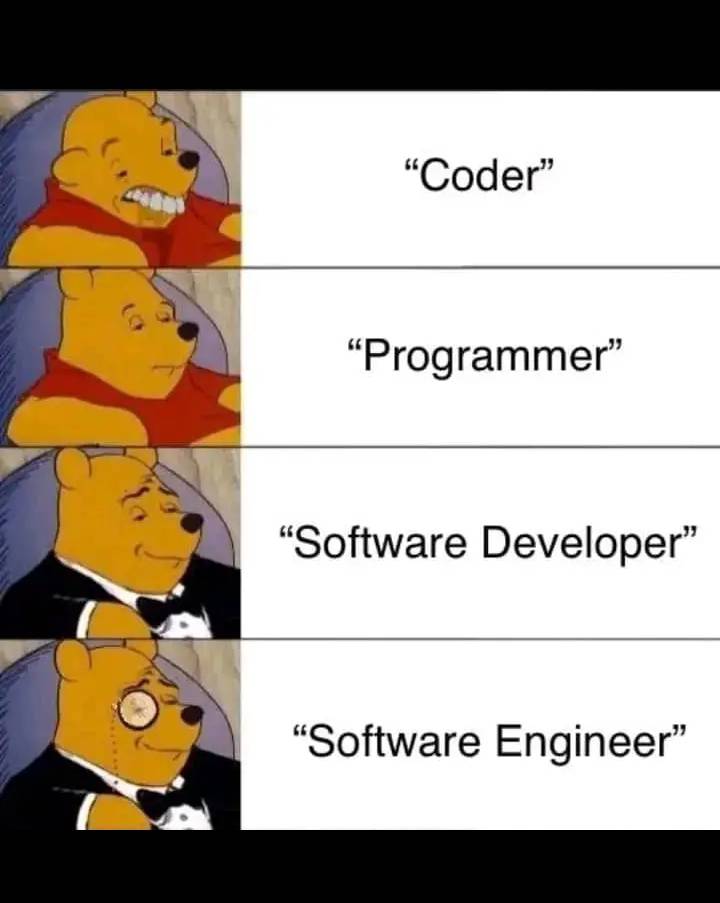 “Coder”
“Programmer”
“Software Developer”
“Software Engineer”